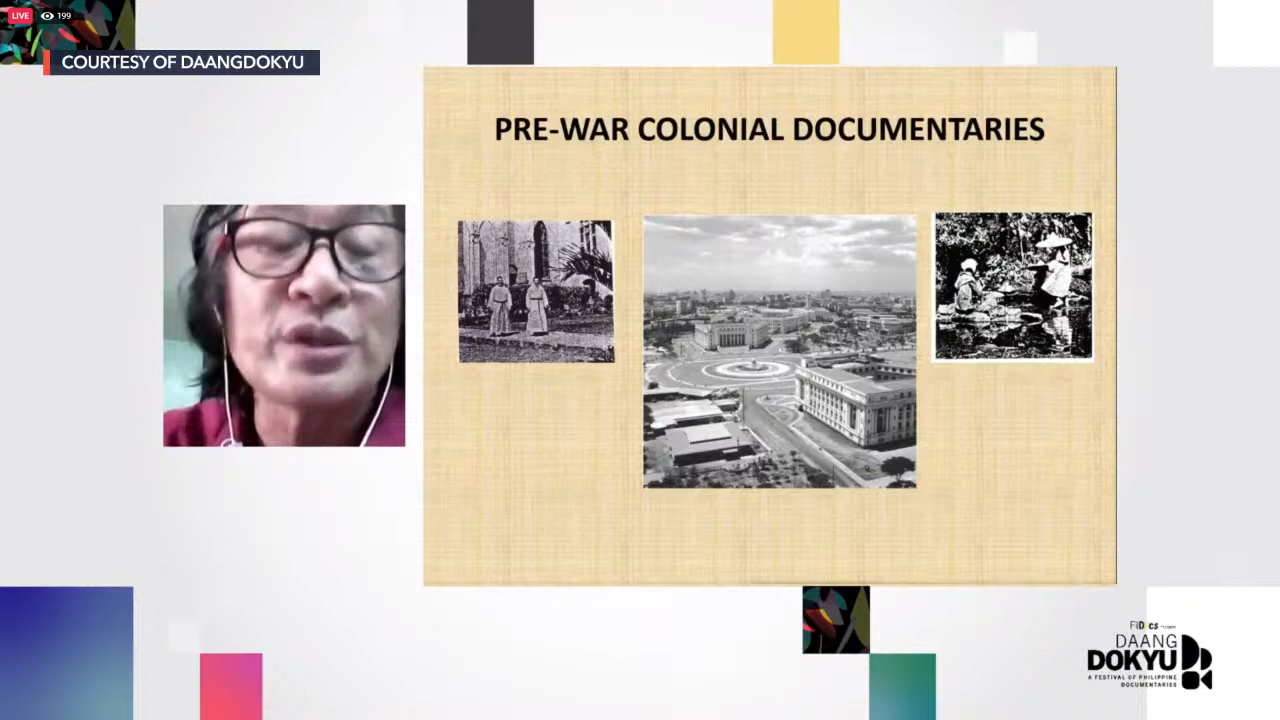 LIVE 199
COURTESY OF DAANGDOKYU
PRE-WAR COLONIAL DOCUMENTARIES
DAANG
DOKYU
A FESTIVAL OF PHILIPPINE
DOCUMENTARIES